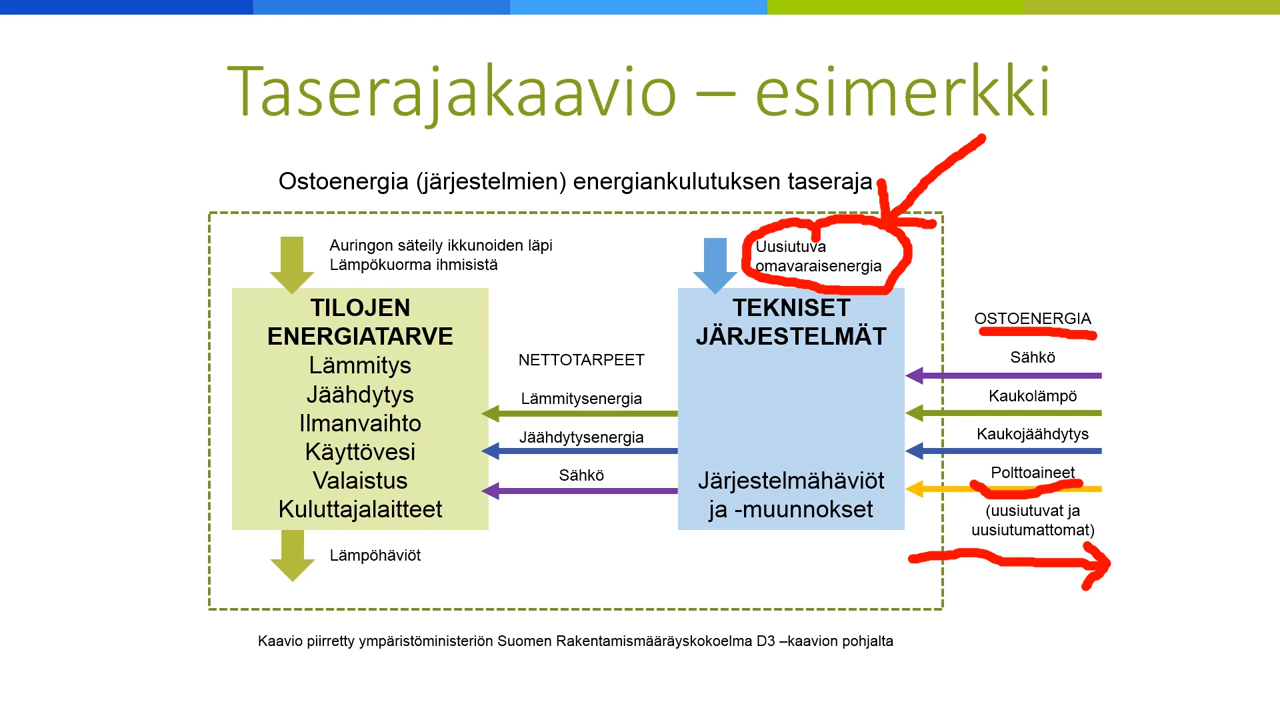 Taserajakaavio – esimerkki
Ostoenergia (järjestelmien) energiankulutuksen taseraja
Auringon säteily ikkunoiden läpi
Lämpökuorma ihmisistä
Uusiutuva
omavaraisenergia
TILOJEN
ENERGIATARVE
Lämmitys
Jäähdytys
Ilmanvaihto
Käyttövesi
Valaistus
Kuluttajalaitteet
NETTOTARPEET
Lämmitysenergia
Jäähdytysenergia
Sähkö
TEKNISET
JÄRJESTELMÄT
Järjestelmähäviöt
ja -muunnokset
OSTOENERGIA
Sähkö
Kaukolämpö
Kaukojäähdytys
Polttoaineet
(uusiutuvat ja
uusiutumattomat)
Lämpöhäviöt
Kaavio piirretty ympäristöministeriön Suomen Rakentamismääräyskokoelma D3 –kaavion pohjalta